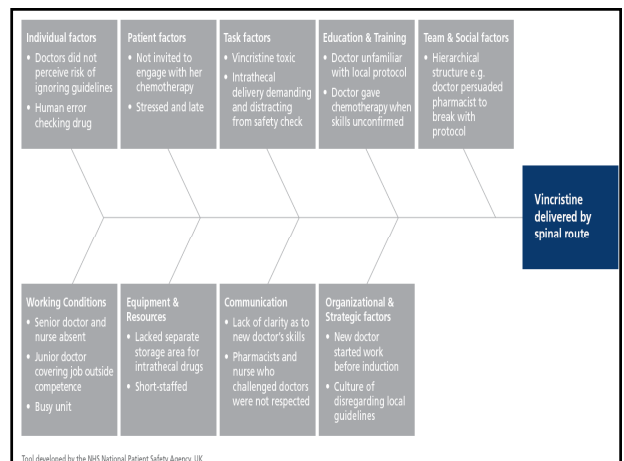 Individual factors
• Doctors did not
perceive risk of
ignoring guidelines
• Human error
checking drug
Patient factors
• Not invited to
engage with her
chemotherapy
• Stressed and late
Task factors
• Vincristine toxic
• Intrathecal
delivery demanding
and distracting
from safety check
Education & Training
• Doctor unfamiliar
with local protocol
• Doctor gave
chemotherapy when
skills unconfirmed
Team & Social factors
• Hierarchical
structure e.g.
doctor persuaded
pharmacist to
break with
protocol
Vincristine
delivered by
spinal route
Working Conditions
• Senior doctor and
nurse absent
• Junior doctor
covering job outside
competence
• Busy unit
Equipment &
Resources
• Lacked separate
storage area for
intrathecal drugs
• Short-staffed
Communication
• Lack of clarity as to
new doctor's skills
• Pharmacists and
nurse who
challenged doctors
were not respected
Organizational &
Strategic factors
• New doctor
started work
before induction
• Culture of
disregarding local
guidelines
Tool developed by the NHS National Patient Safety Agency, UK